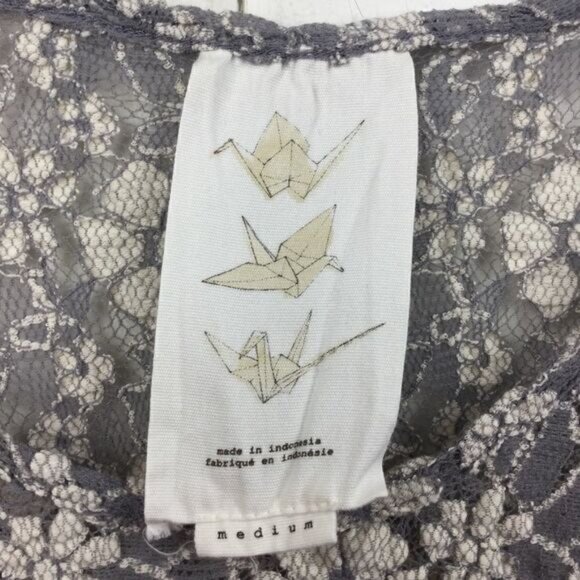 made in indonesia
fabriqué en indonésie
medium